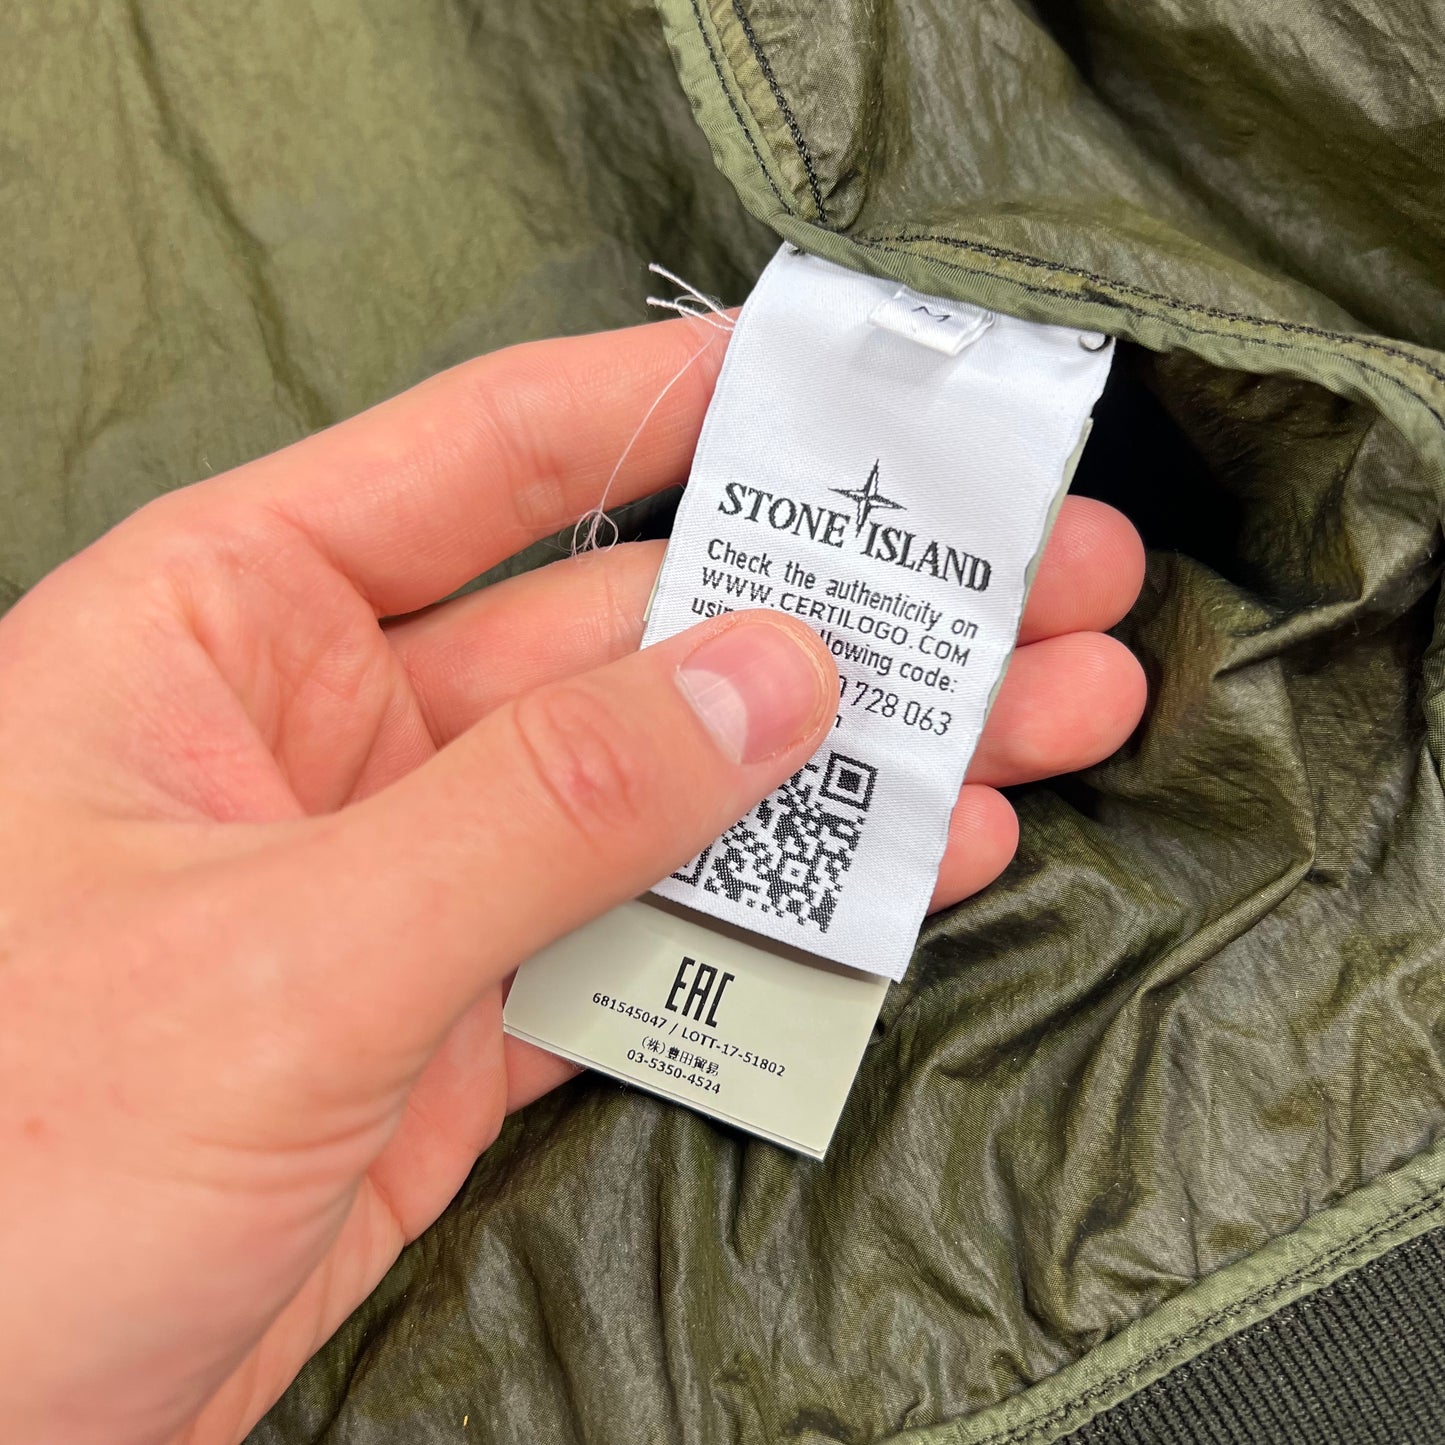 M
STONE ISLAND
Check the authenticity on
WWW.CERTILOGO.COM
code:
728 063
EAC
681545047 / LOTT-17-51802
(株)豊田貿易
03-5350-4524